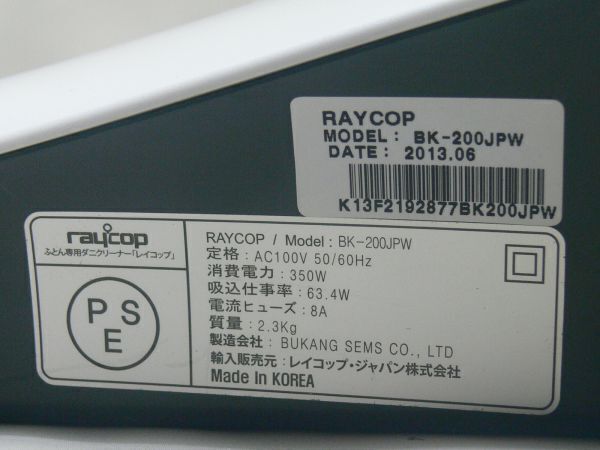 RAYCOP
MODEL: BK-200JPW
DATE: 2013.06
K13F2192877BK200JPW
raycop
ふとん専用ダニクリーナー「レイコップ」
PSE
RAYCOP / Model: BK-200JPW
定格: AC100V 50/60Hz
消費電力: 350W
吸込仕事率: 63.4W
電流ヒューズ: 8A
質量: 2.3Kg
製造会社: BUKANG SEMS CO., LTD
輸入販売元: レイコップ・ジャパン株式会社
Made In KOREA